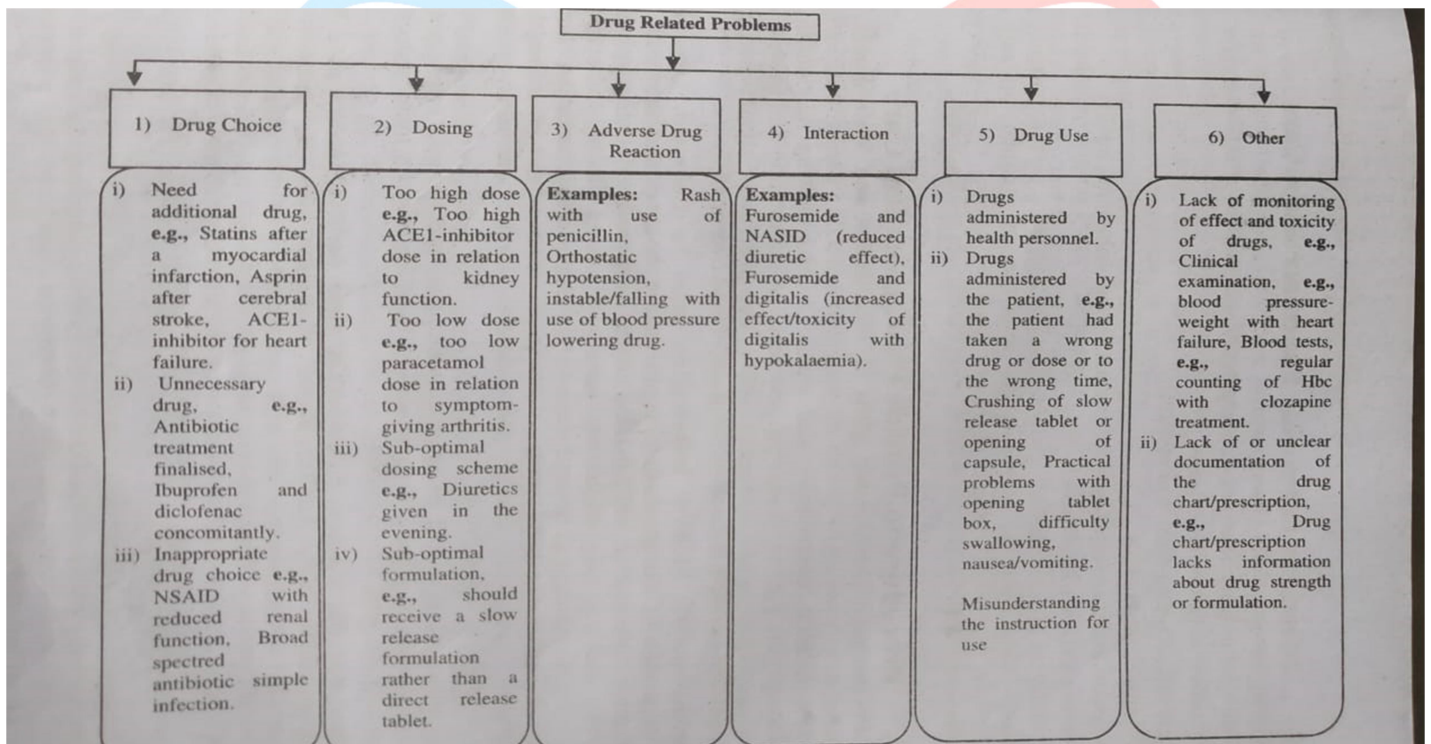 Drug Related Problems
1) Drug Choice
2) Dosing
3) Adverse Drug
Reaction
4) Interaction
5) Drug Use
6) Other
i) Need for
additional drug,
e.g., Statins after
a myocardial
infarction, Asprin
after cerebral
stroke, ACE1-
inhibitor for heart
failure.
ii) Unnecessary
drug, e.g.,
Antibiotic
treatment
finalised,
Ibuprofen and
diclofenac
concomitantly.
iii) Inappropriate
drug choice e.g.,
NSAID with
reduced renal
function, Broad
spectred
antibiotic simple
infection.
i) Too high dose
e.g., Too high
ACE1-inhibitor
dose in relation
to kidney
function.
ii) Too low dose
e.g., too low
paracetamol
dose in relation
to symptom-
giving arthritis.
iii) Sub-optimal
dosing scheme
e.g., Diuretics
given in the
evening.
iv) Sub-optimal
formulation,
e.g., should
receive a slow
release
formulation
rather than a
direct release
tablet.
Examples: Rash
with use of
penicillin,
Orthostatic
hypotension,
instable/falling with
use of blood pressure
lowering drug.
Examples:
Furosemide and
NASID (reduced
diuretic effect),
Furosemide and
digitalis (increased
effect/toxicity of
digitalis with
hypokalaemia).
i) Drugs
administered by
health personnel.
ii) Drugs
administered by
the patient, e.g.,
the patient had
taken a wrong
drug or dose or to
the wrong time,
Crushing of slow
release tablet or
opening of
capsule, Practical
problems with
opening tablet
box, difficulty
swallowing,
nausea/vomiting.
Misunderstanding
the instruction for
use
i) Lack of monitoring
of effect and toxicity
of drugs, e.g.,
Clinical
examination, e.g.,
blood pressure-
weight with heart
failure, Blood tests,
e.g., regular
counting of Hbc
with clozapine
treatment.
ii) Lack of or unclear
documentation of
the drug
chart/prescription,
e.g., Drug
chart/prescription
lacks information
about drug strength
or formulation.